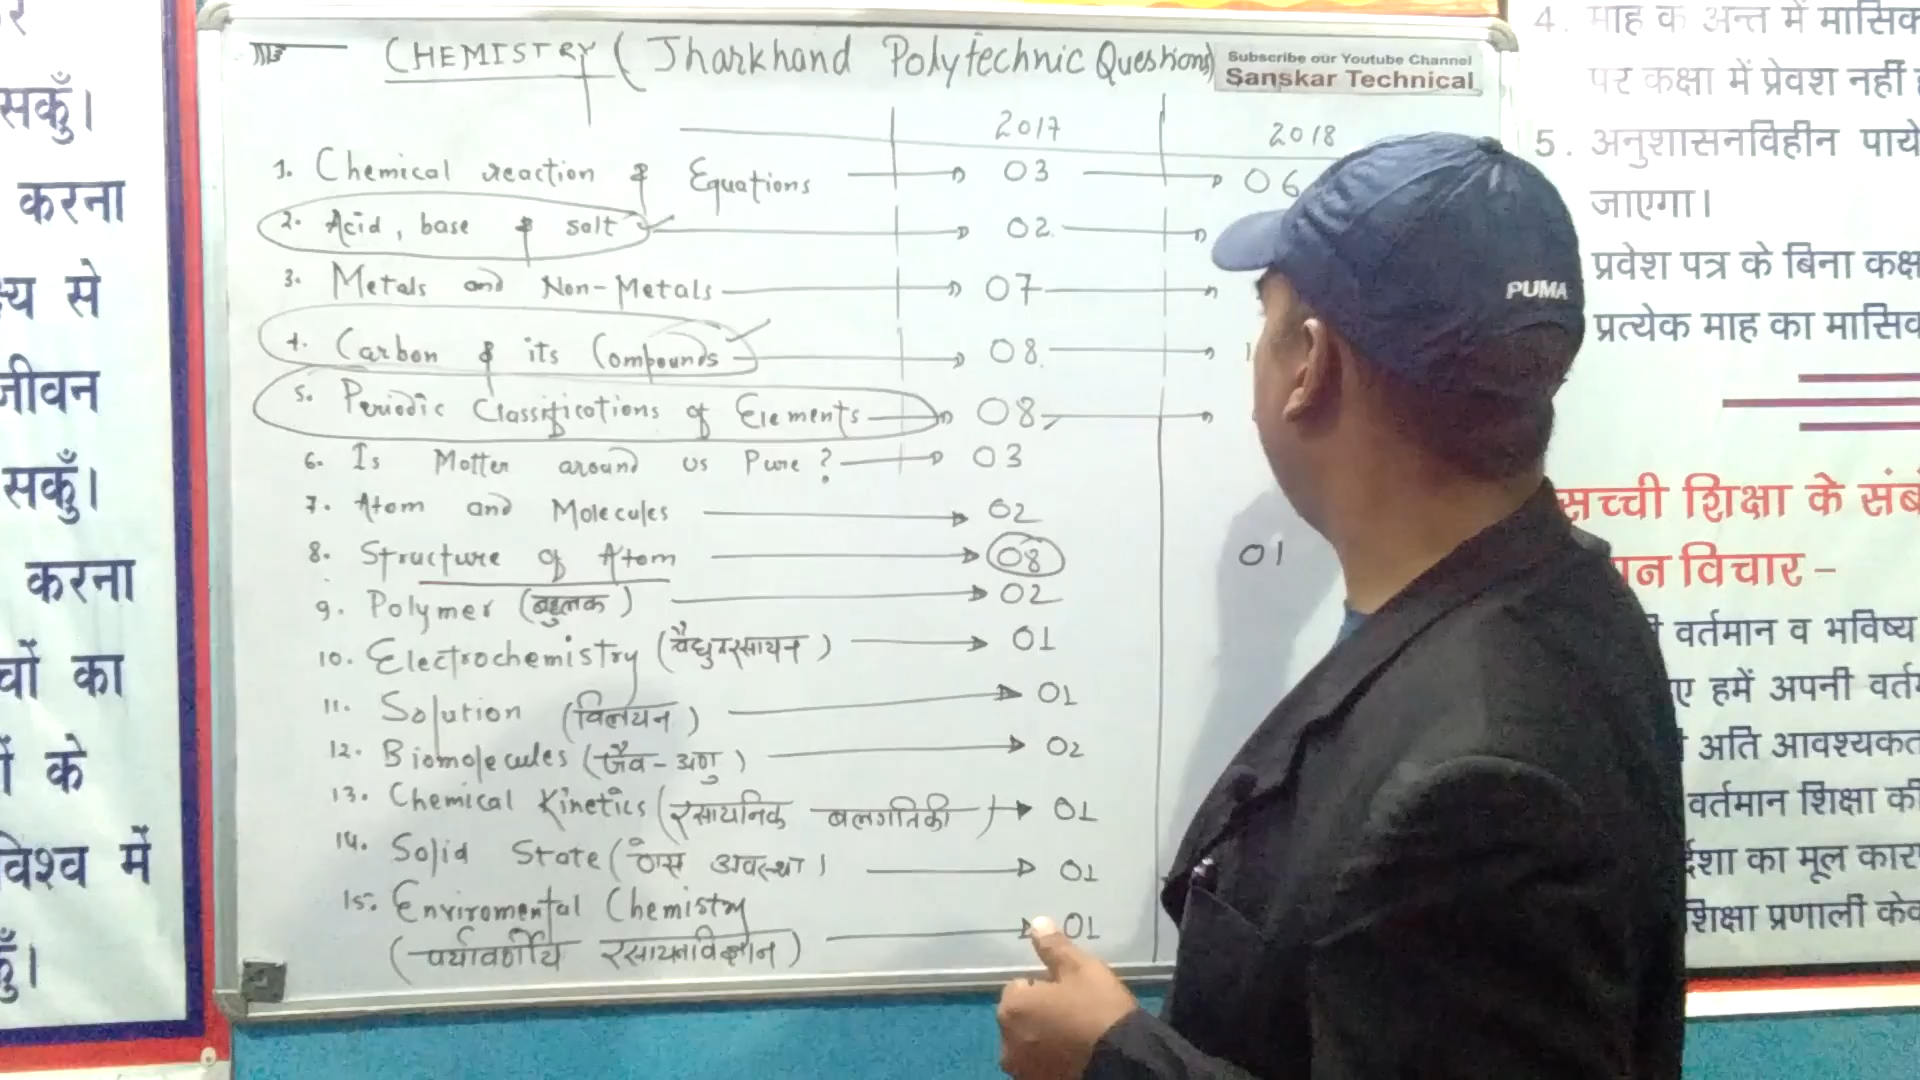 CHEMISTRY (Jharkhand Polytechnic Questions)
Subscribe our Youtube Channel
Sanskar Technical
2017 2018
1. Chemical reaction & Equations 03 06
2. Acid, base & salt 02
3. Metals and Non-Metals 07
4. Carbon & its Compounds 08
5. Periodic Classifications of Elements 08
6. Is Matter around us Pure? 03
7. Atom and Molecules 02
8. Structure of Atom 08 01
9. Polymer (बहुलक) 02
10. Electrochemistry (वैधुतरसायन) 01
11. Solution (विलयन) 01
12. Biomolecules (जैव-अणु) 02
13. Chemical Kinetics (रसायनिक बलगतिकी) 01
14. Solid State (ठोस अवस्था) 01
15. Enviromental Chemistry
(पर्यावर्णीय रसायनविज्ञान) 01
PUMA
सकुँ।
करना
से
जीवन
सकुँ।
करना
का
के
विश्व में
4. माह के अन्त में मासिक
पर कक्षा में प्रेवश नहीं
5. अनुशासनविहीन पाये
जाएगा।
प्रवेश पत्र के बिना कक्ष
प्रत्येक माह का मासिक
सच्ची शिक्षा के संब
विचार –
वर्तमान व भविष्य
हमें अपनी वर्त
अति आवश्यकत
वर्तमान शिक्षा की
का मूल कार
शिक्षा प्रणाली केव